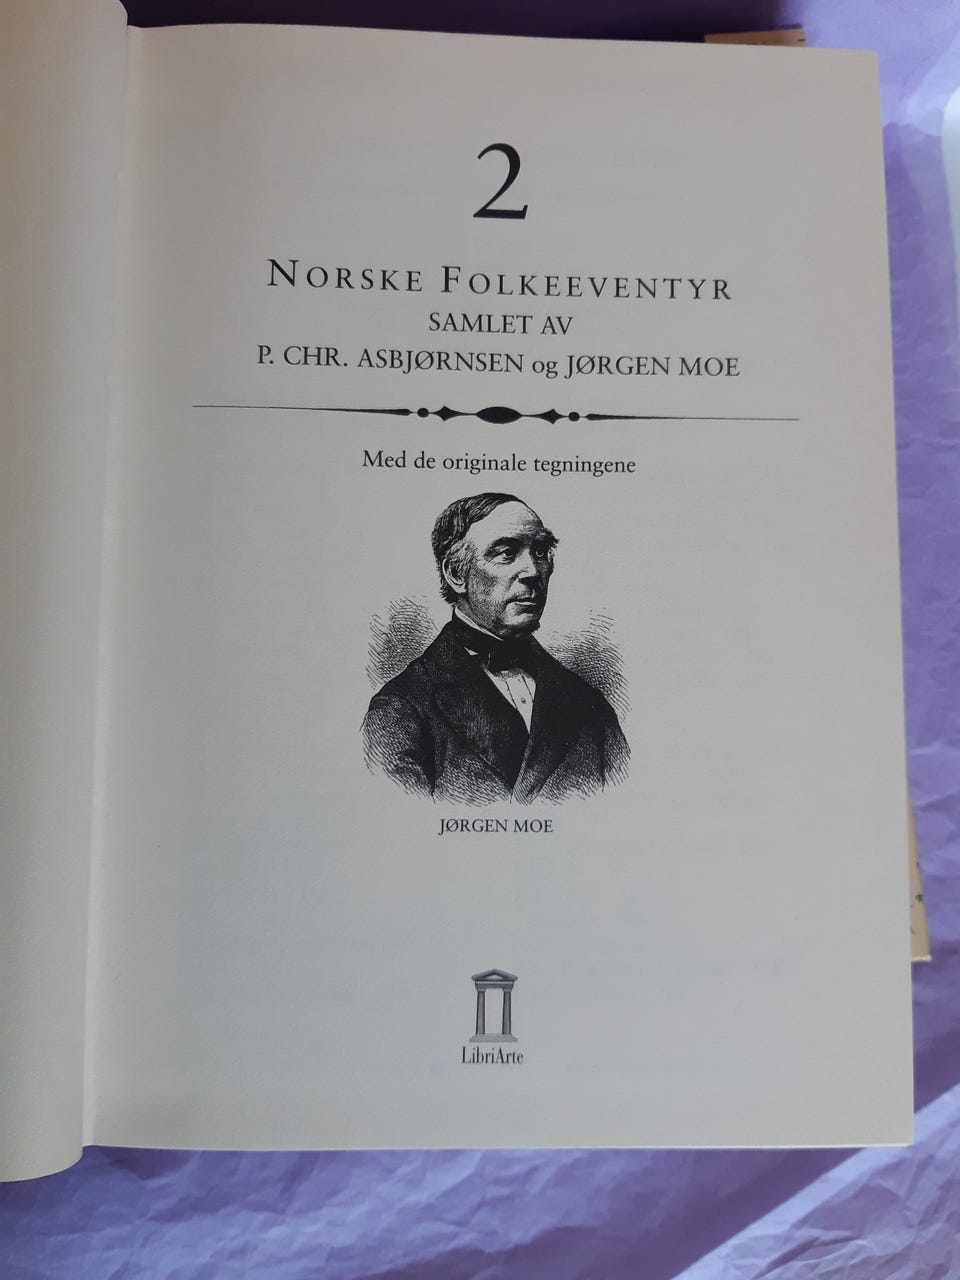 2
NORSKE FOLKEEVENTYR
SAMLET AV
P. CHR. ASBJØRNSEN og JØRGEN MOE
Med de originale tegningene
JØRGEN MOE
LibriArte